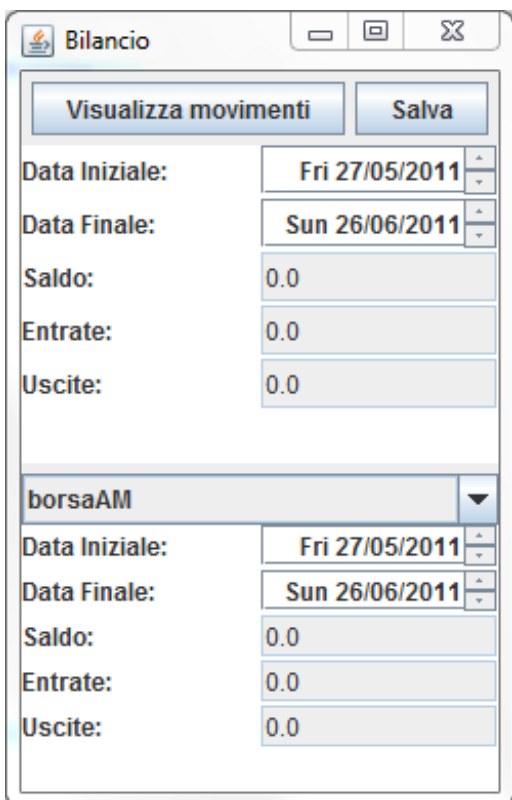 Bilancio
Visualizza movimenti Salva
Data Iniziale: Fri 27/05/2011
Data Finale: Sun 26/06/2011
Saldo: 0.0
Entrate: 0.0
Uscite: 0.0
borsaAM
Data Iniziale: Fri 27/05/2011
Data Finale: Sun 26/06/2011
Saldo: 0.0
Entrate: 0.0
Uscite: 0.0